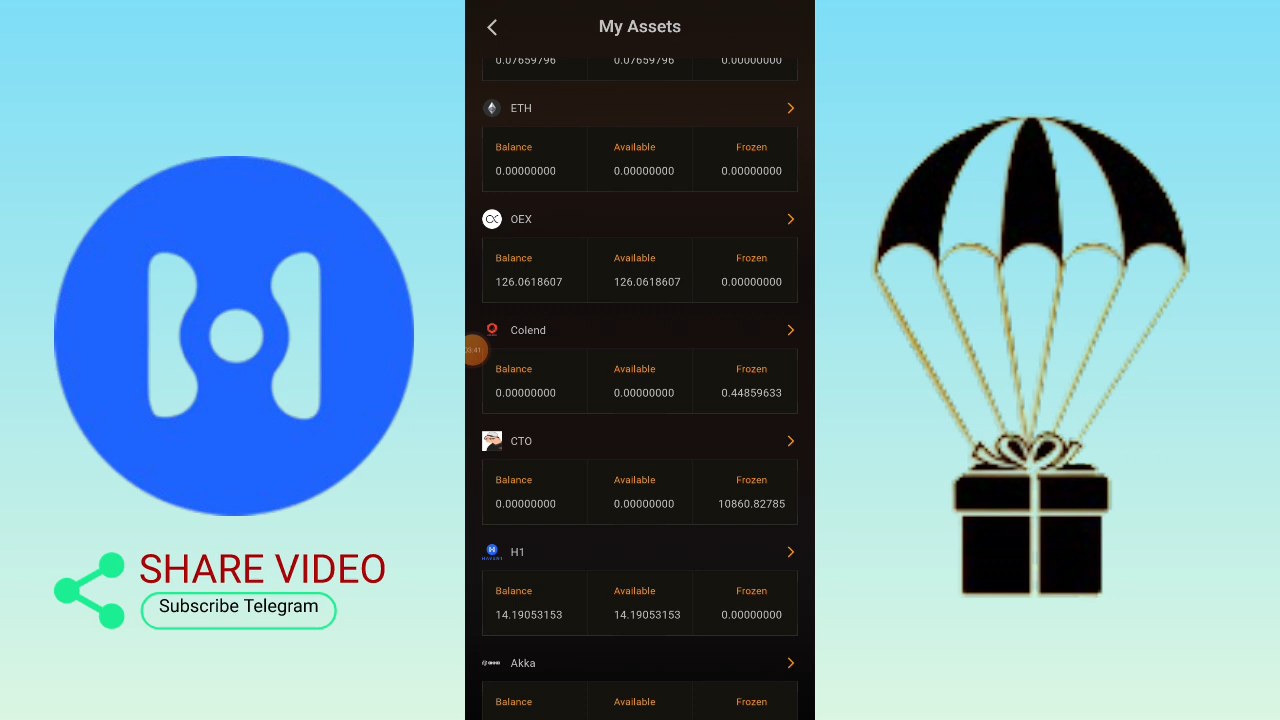 My Assets
0.07659796 0.07659796 0.00000000
ETH
Balance Available Frozen
0.00000000 0.00000000 0.00000000
OEX
Balance Available Frozen
126.0618607 126.0618607 0.00000000
Colend
03:41
Balance Available Frozen
0.00000000 0.00000000 0.44859633
CTO
Balance Available Frozen
0.00000000 0.00000000 10860.82785
H1
Balance Available Frozen
14.19053153 14.19053153 0.00000000
Akka
Balance Available Frozen
SHARE VIDEO
Subscribe Telegram